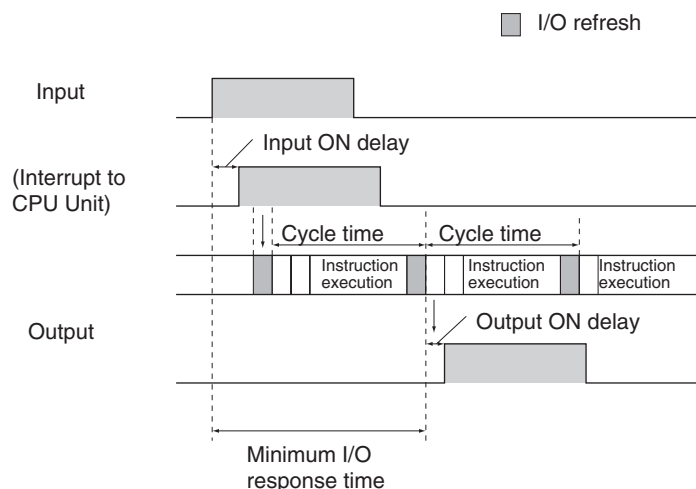 I/O refresh
Input
Input ON delay
(Interrupt to
CPU Unit)
Cycle time
Cycle time
Instruction
execution
Instruction
execution
Instruction
execution
Output
Output ON delay
Minimum I/O
response time